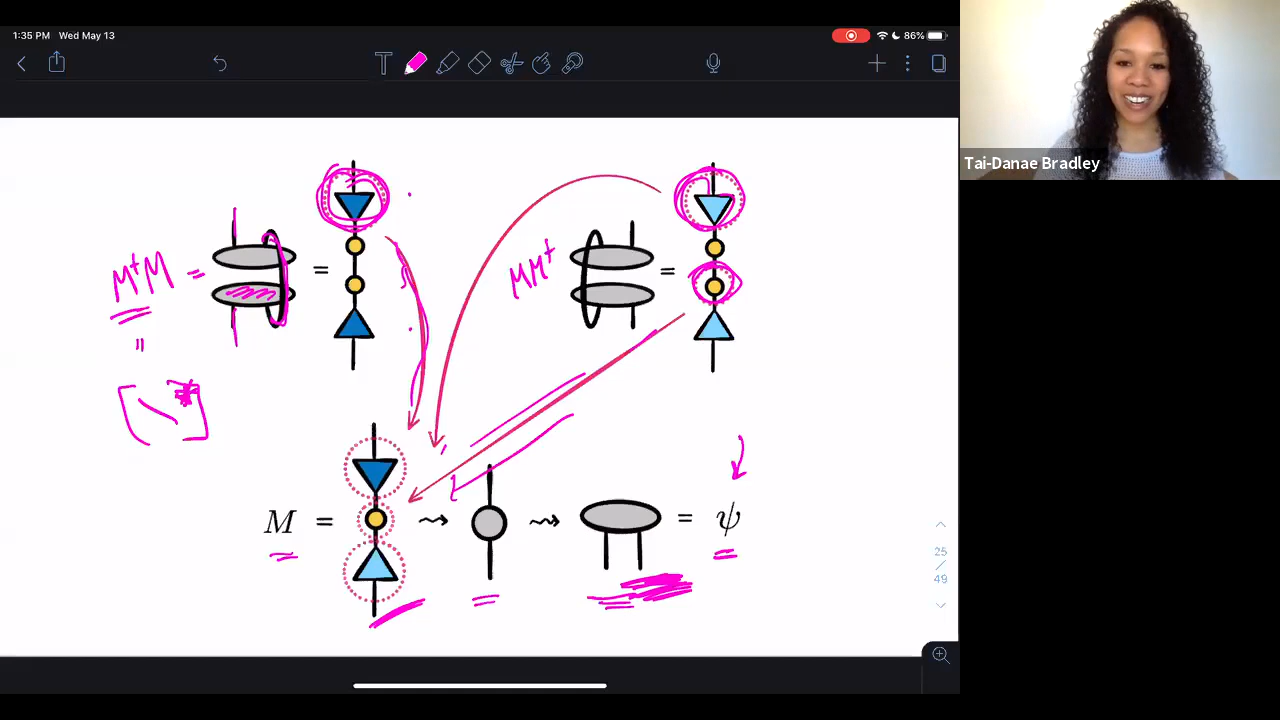 1:35 PM Wed May 13
86%
Tai-Danae Bradley
M†M =
=
MM†
=
=
M =
= ψ
25
/
49